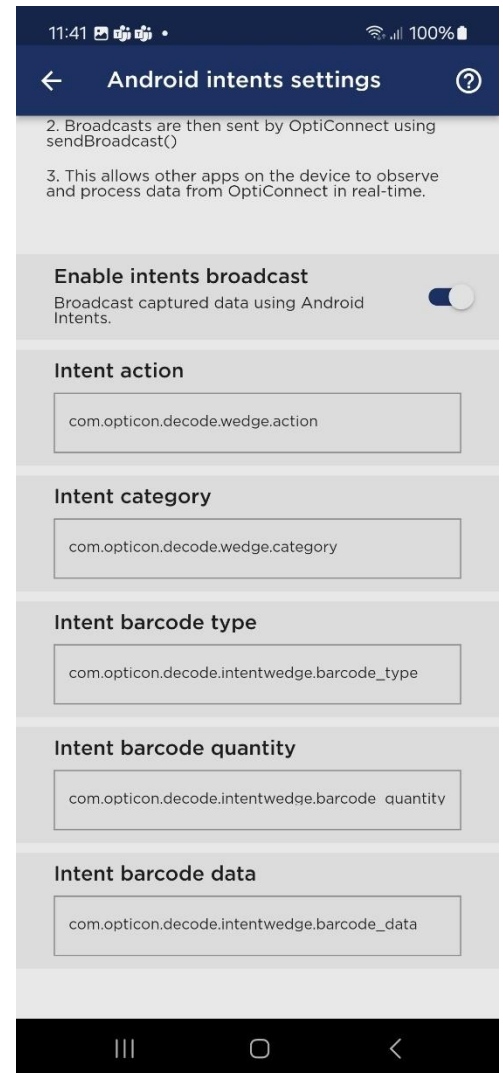 11:41 100%
Android intents settings
2. Broadcasts are then sent by OptiConnect using
sendBroadcast()
3. This allows other apps on the device to observe
and process data from OptiConnect in real-time.
Enable intents broadcast
Broadcast captured data using Android
Intents.
Intent action
com.opticon.decode.wedge.action
Intent category
com.opticon.decode.wedge.category
Intent barcode type
com.opticon.decode.intentwedge.barcode_type
Intent barcode quantity
com.opticon.decode.intentwedge.barcode_quantity
Intent barcode data
com.opticon.decode.intentwedge.barcode_data